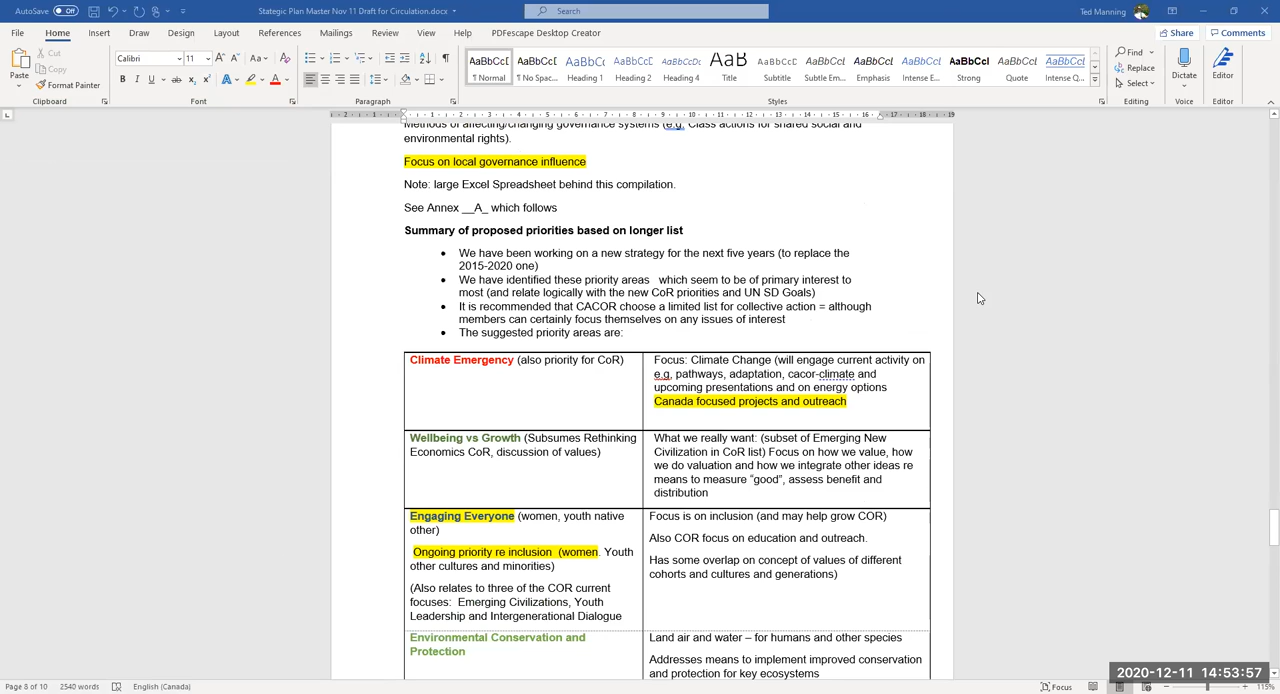 AutoSave Off
Stategic Plan Master Nov 11 Draft for Circulation.docx
Search
Ted Manning
File Home Insert Draw Design Layout References Mailings Review View Help PDFescape Desktop Creator
Share Comments
Paste
Cut
Copy
Format Painter
Clipboard
Calibri 11
B I U ab x₂ x²
Font
Paragraph
AaBbCcI AaBbCcI AaBbC AaBbCcI AaBbCcDc AaB AaBbCcC AaBbCcI AaBbCcI AaBbCcI AaBbCcI AaBbCcI AaBbCcI
¶ Normal ¶ No Spac... Heading 1 Heading 2 Heading 4 Title Subtitle Subtle Em... Emphasis Intense E... Strong Quote Intense Q...
Styles
Find
Replace
Select
Editing
Dictate
Voice
Editor
Editor
Methods of affecting/changing governance systems (e.g. Class actions for shared social and
environmental rights).
Focus on local governance influence
Note: large Excel Spreadsheet behind this compilation.
See Annex __A_ which follows
Summary of proposed priorities based on longer list
• We have been working on a new strategy for the next five years (to replace the
2015-2020 one)
• We have identified these priority areas which seem to be of primary interest to
most (and relate logically with the new CoR priorities and UN SD Goals)
• It is recommended that CACOR choose a limited list for collective action = although
members can certainly focus themselves on any issues of interest
• The suggested priority areas are:
Climate Emergency (also priority for CoR)
Focus: Climate Change (will engage current activity on
e.g, pathways, adaptation, cacor-climate and
upcoming presentations and on energy options
Canada focused projects and outreach
Wellbeing vs Growth (Subsumes Rethinking
Economics CoR, discussion of values)
What we really want: (subset of Emerging New
Civilization in CoR list) Focus on how we value, how
we do valuation and how we integrate other ideas re
means to measure “good”, assess benefit and
distribution
Engaging Everyone (women, youth native
other)
Ongoing priority re inclusion (women. Youth
other cultures and minorities)
(Also relates to three of the COR current
focuses: Emerging Civilizations, Youth
Leadership and Intergenerational Dialogue
Focus is on inclusion (and may help grow COR)
Also COR focus on education and outreach.
Has some overlap on concept of values of different
cohorts and cultures and generations)
Environmental Conservation and
Protection
Land air and water – for humans and other species
Addresses means to implement improved conservation
and protection for key ecosystems
2020-12-11 14:53:57
Page 8 of 10 2540 words English (Canada)
Focus
115%